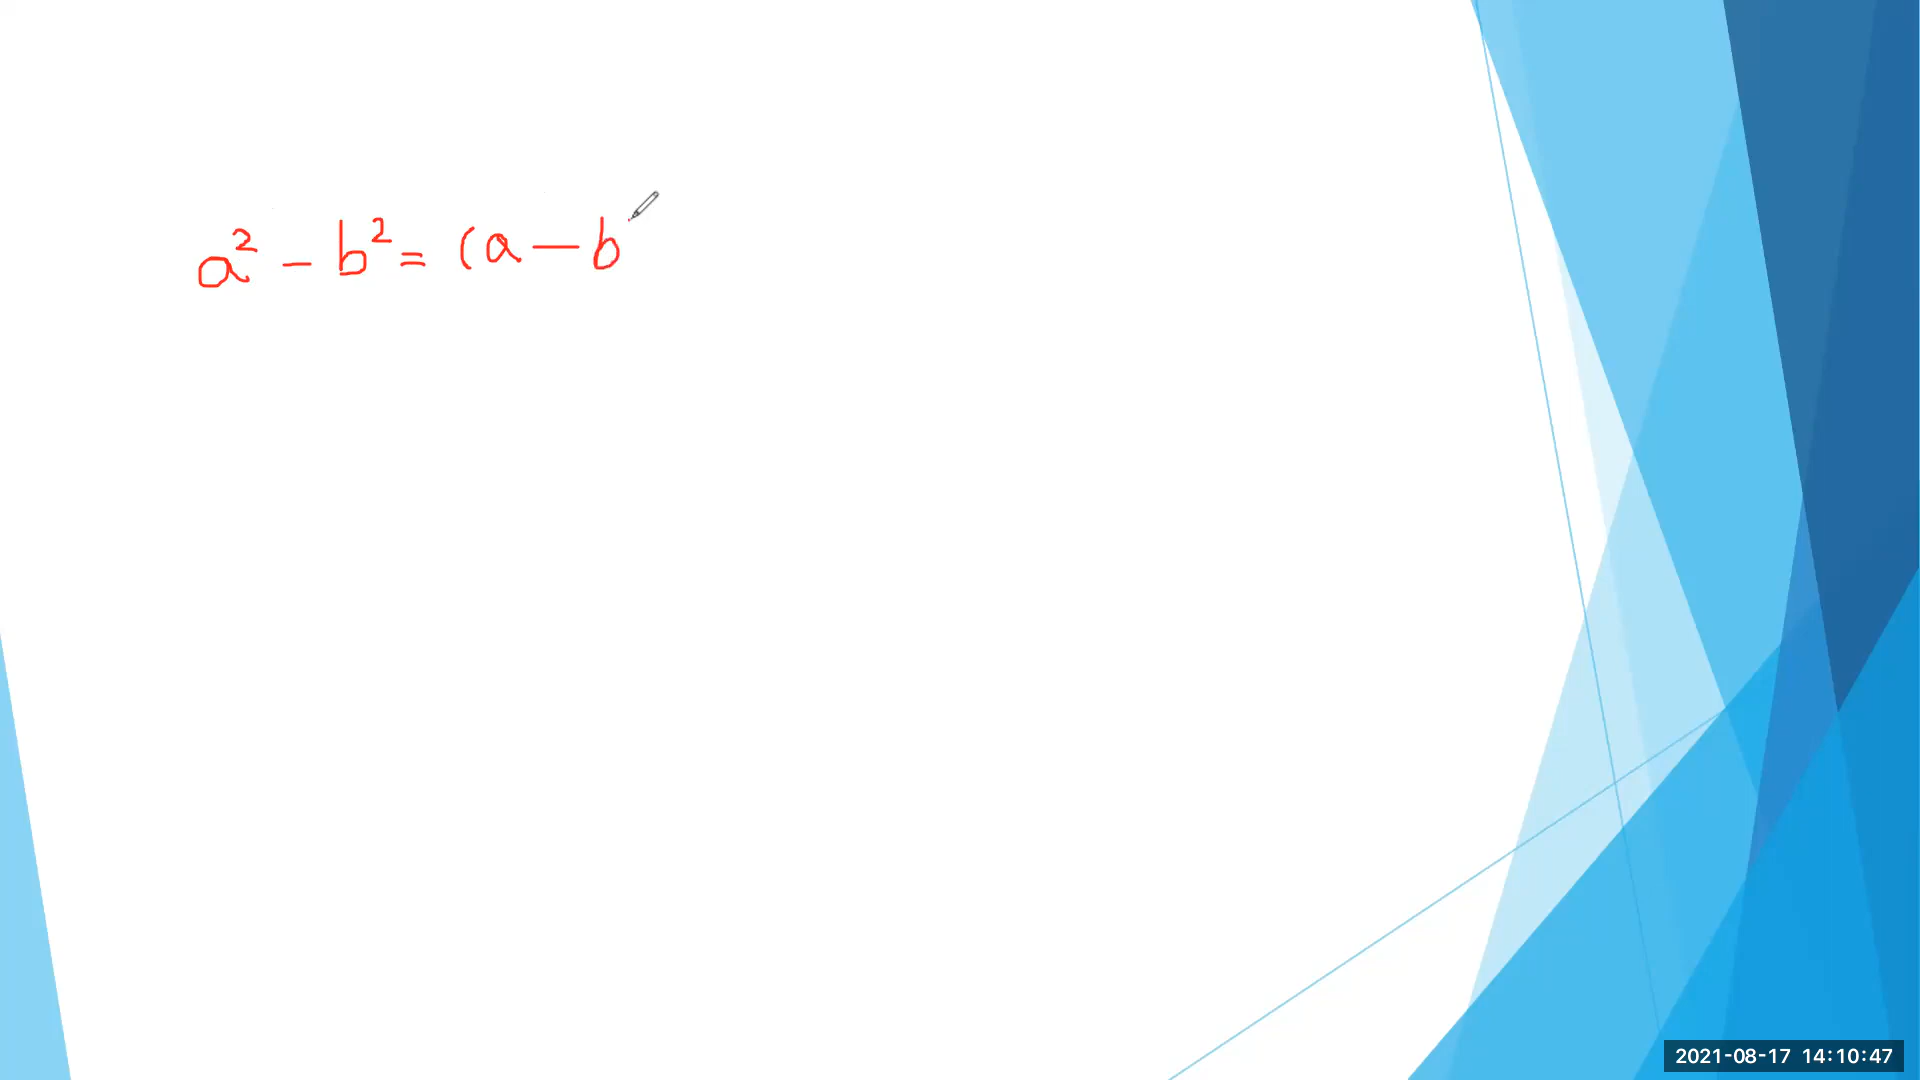 a² - b² = (a - b
2021-08-17 14:10:47